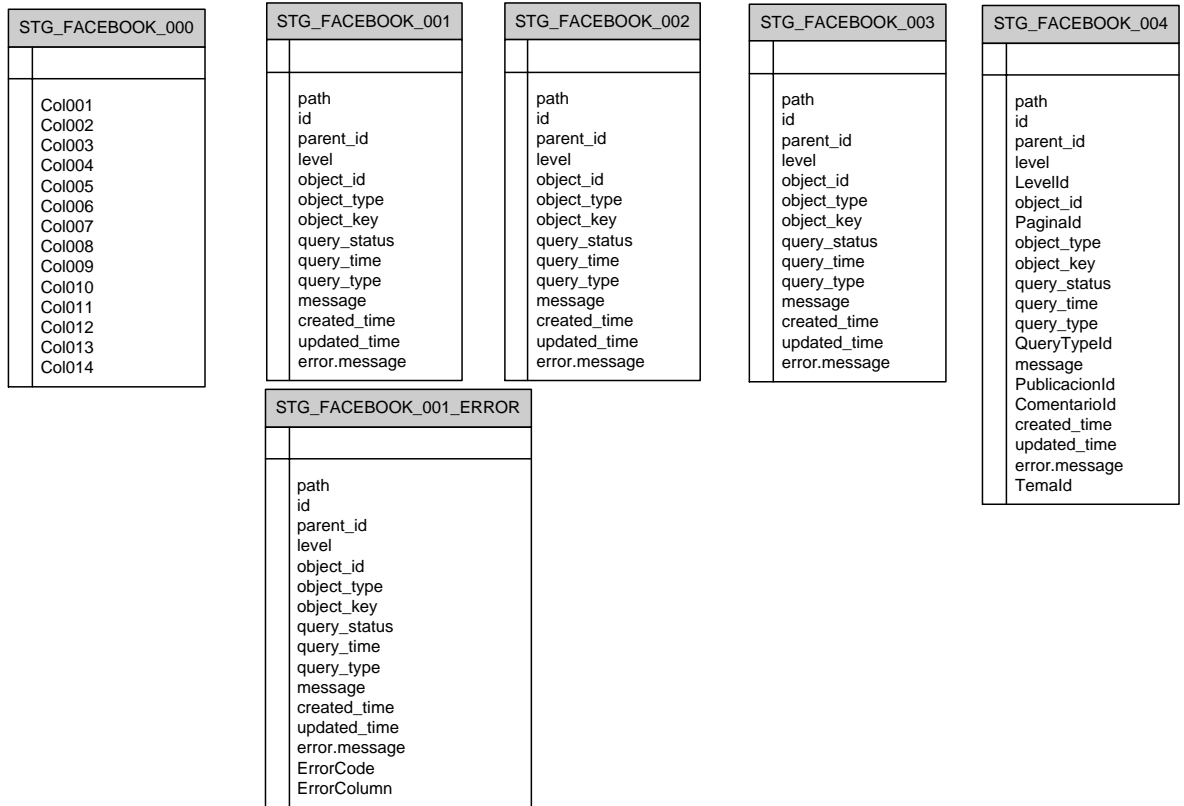 STG_FACEBOOK_000
Col001
Col002
Col003
Col004
Col005
Col006
Col007
Col008
Col009
Col010
Col011
Col012
Col013
Col014
STG_FACEBOOK_001
path
id
parent_id
level
object_id
object_type
object_key
query_status
query_time
query_type
message
created_time
updated_time
error.message
STG_FACEBOOK_002
path
id
parent_id
level
object_id
object_type
object_key
query_status
query_time
query_type
message
created_time
updated_time
error.message
STG_FACEBOOK_003
path
id
parent_id
level
object_id
object_type
object_key
query_status
query_time
query_type
message
created_time
updated_time
error.message
STG_FACEBOOK_004
path
id
parent_id
level
LevelId
object_id
PaginaId
object_type
object_key
query_status
query_time
query_type
QueryTypeId
message
PublicacionId
ComentarioId
created_time
updated_time
error.message
TemaId
STG_FACEBOOK_001_ERROR
path
id
parent_id
level
object_id
object_type
object_key
query_status
query_time
query_type
message
created_time
updated_time
error.message
ErrorCode
ErrorColumn